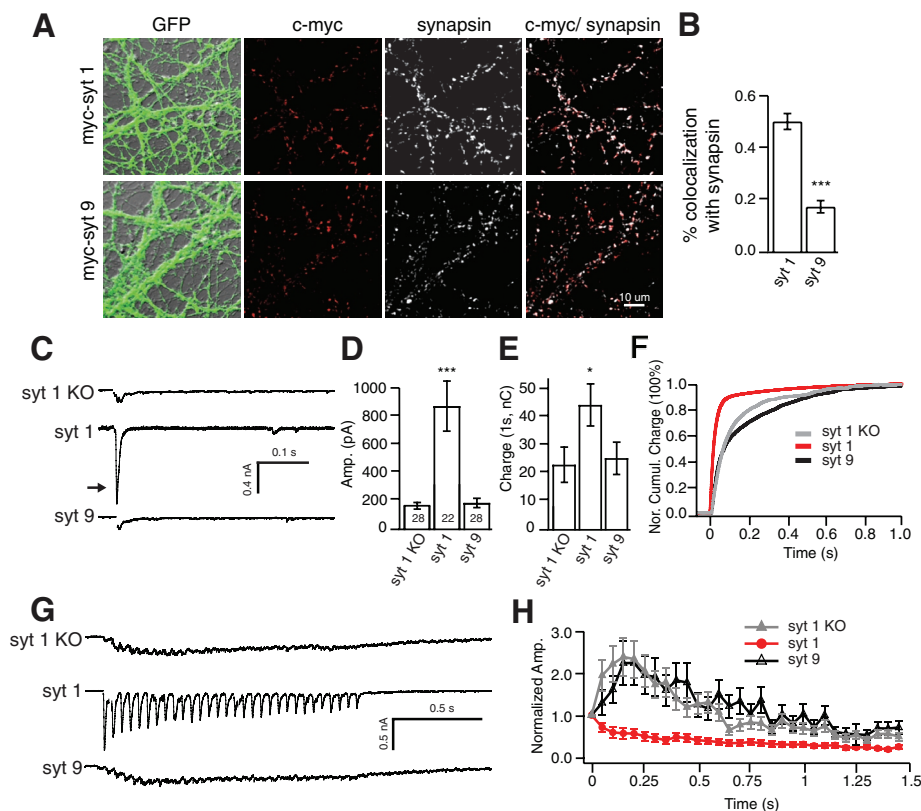 A
GFP
c-myc
synapsin
c-myc/ synapsin
myc-syt 1
myc-syt 9
10 um
B
% colocalization
with synapsin
0.6
0.4
0.2
0.0
***
syt 1
syt 9
C
syt 1 KO
syt 1
syt 9
0.1 s
0.4 nA
D
Amp. (pA)
1000
800
600
400
200
0
***
28
22
28
syt 1 KO
syt 1
syt 9
E
Charge (1s, nC)
60
50
40
30
20
10
0
*
syt 1 KO
syt 1
syt 9
F
Nor. Cumul. Charge (100%)
1.0
0.8
0.6
0.4
0.2
0.0
syt 1 KO
syt 1
syt 9
0
0.2
0.4
0.6
0.8
1.0
Time (s)
G
syt 1 KO
syt 1
syt 9
0.5 s
0.5 nA
H
Normalized Amp.
3.0
2.0
1.0
0.0
syt 1 KO
syt 1
syt 9
0
0.25
0.5
0.75
1
1.25
1.5
Time (s)